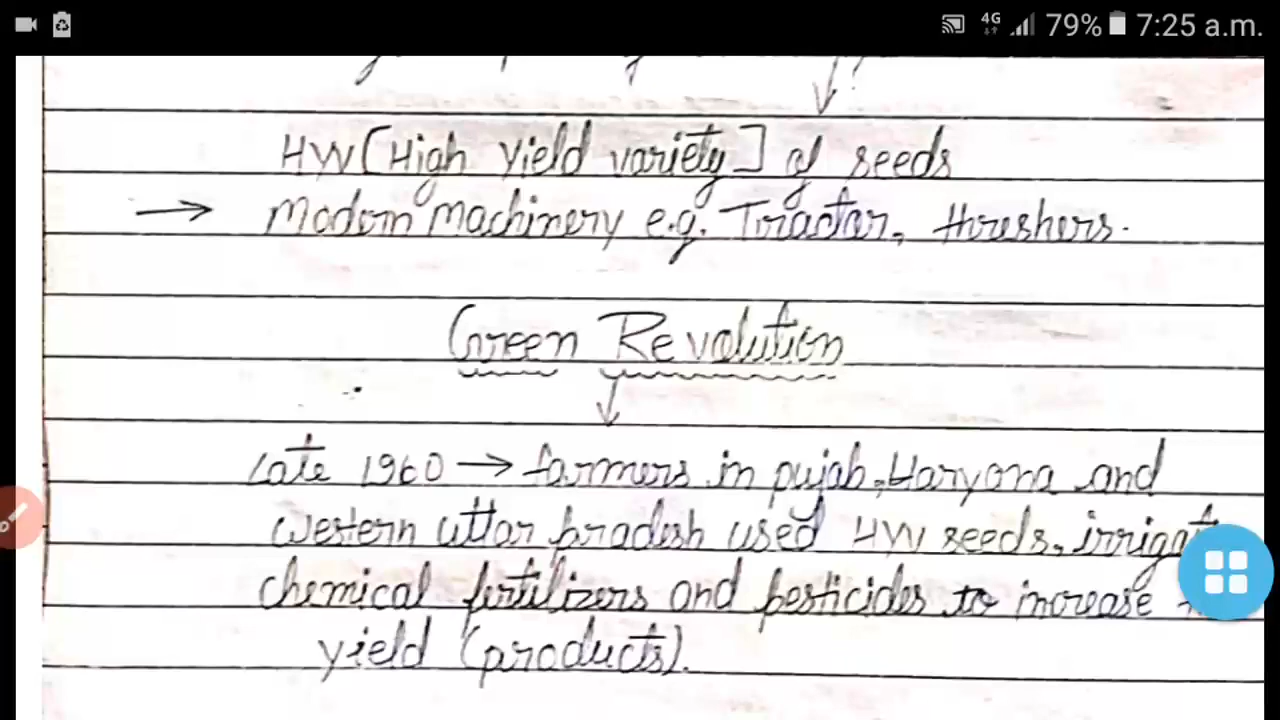 4G 79% 7:25 a.m.
HYV [High Yield variety] of seeds
→ Modern Machinery e.g. Tractor, threshers.
Green Revolution
Late 1960 → farmers in pujab, Haryana and
Western Uttar pradesh used HYV seeds, irrigat
chemical fertilizers and pesticides to increase
yield (products).